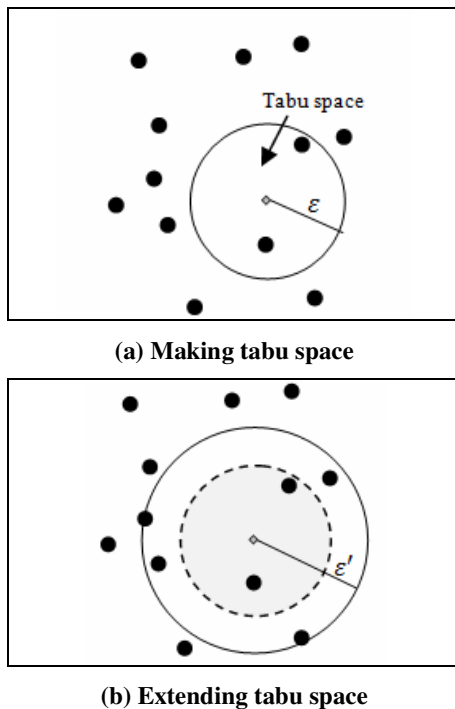 Tabu space
ε
(a) Making tabu space
ε′
(b) Extending tabu space